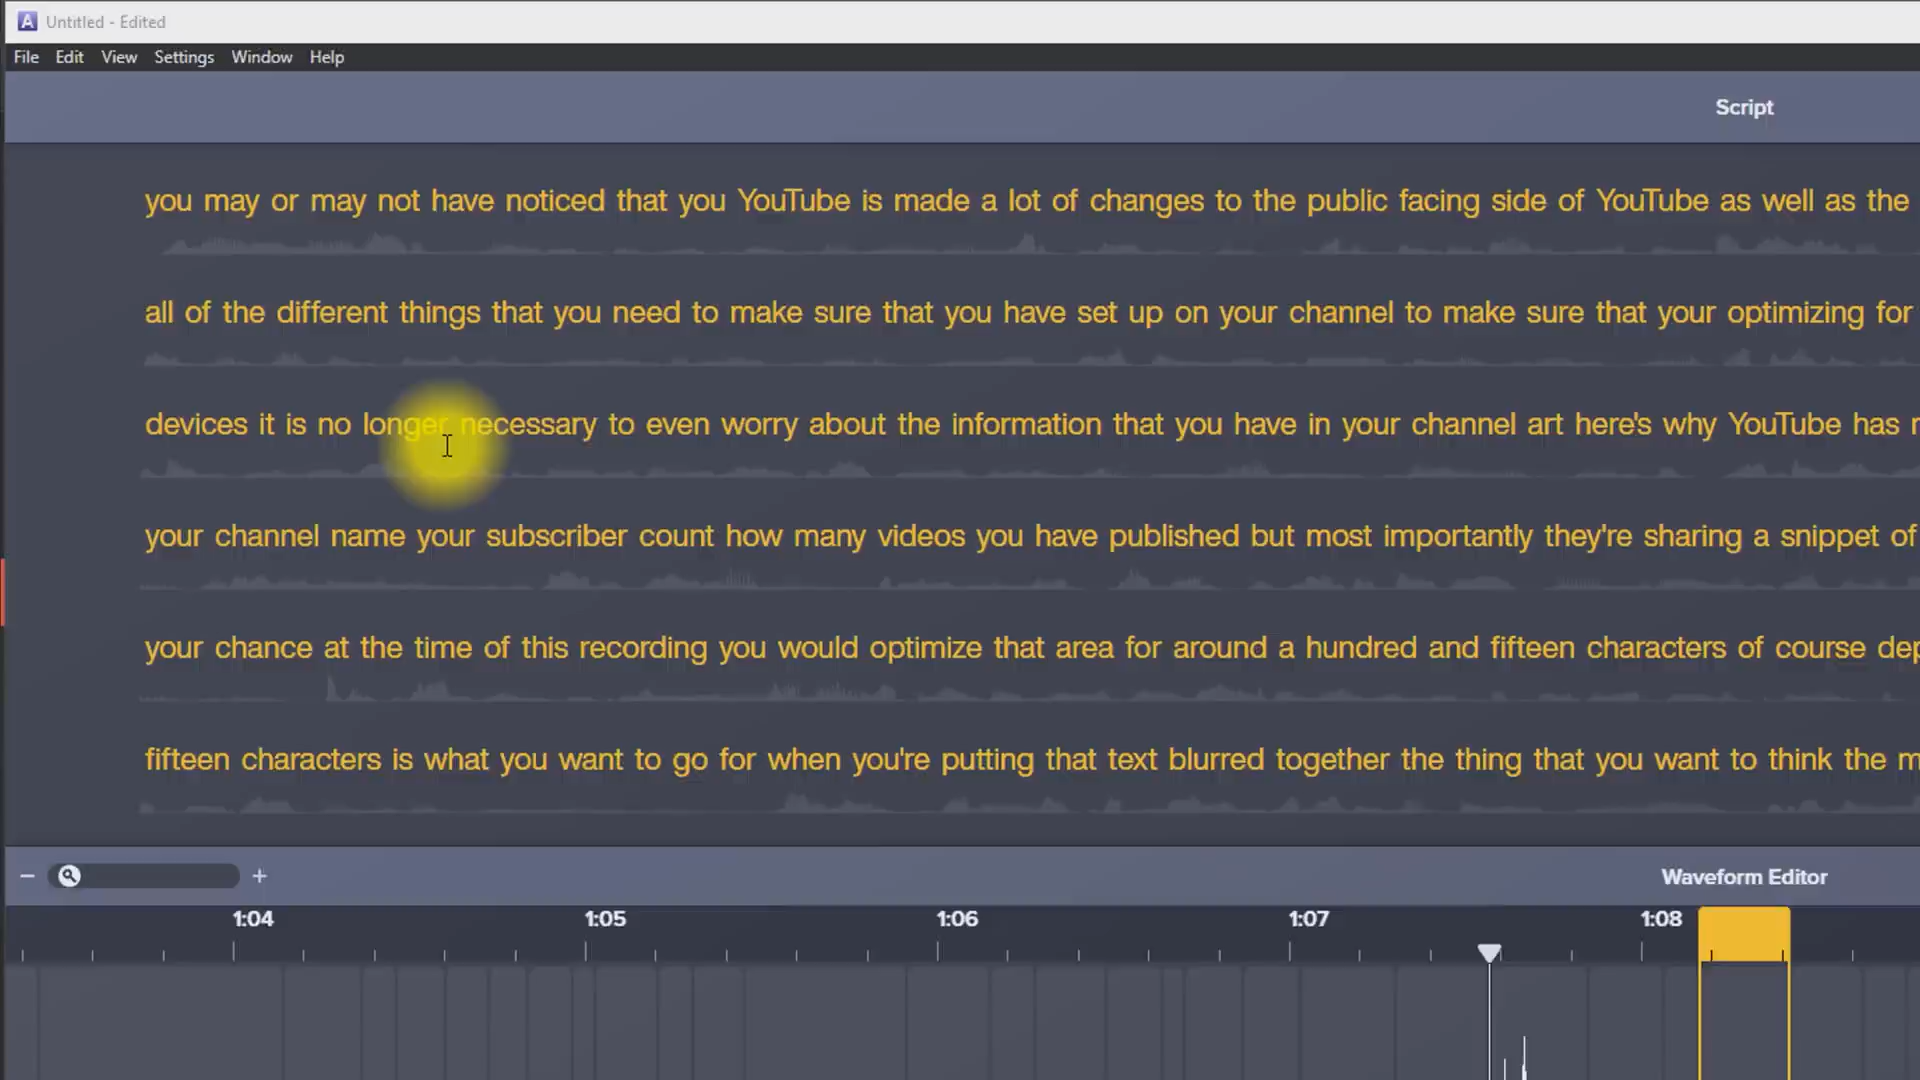 Untitled - Edited
File Edit View Settings Window Help
Script
you may or may not have noticed that you YouTube is made a lot of changes to the public facing side of YouTube as well as the
all of the different things that you need to make sure that you have set up on your channel to make sure that your optimizing for
devices it is no longer necessary to even worry about the information that you have in your channel art here's why YouTube has
your channel name your subscriber count how many videos you have published but most importantly they're sharing a snippet of
your chance at the time of this recording you would optimize that area for around a hundred and fifteen characters of course
fifteen characters is what you want to go for when you're putting that text blurred together the thing that you want to think the
Waveform Editor
1:04 1:05 1:06 1:07 1:08